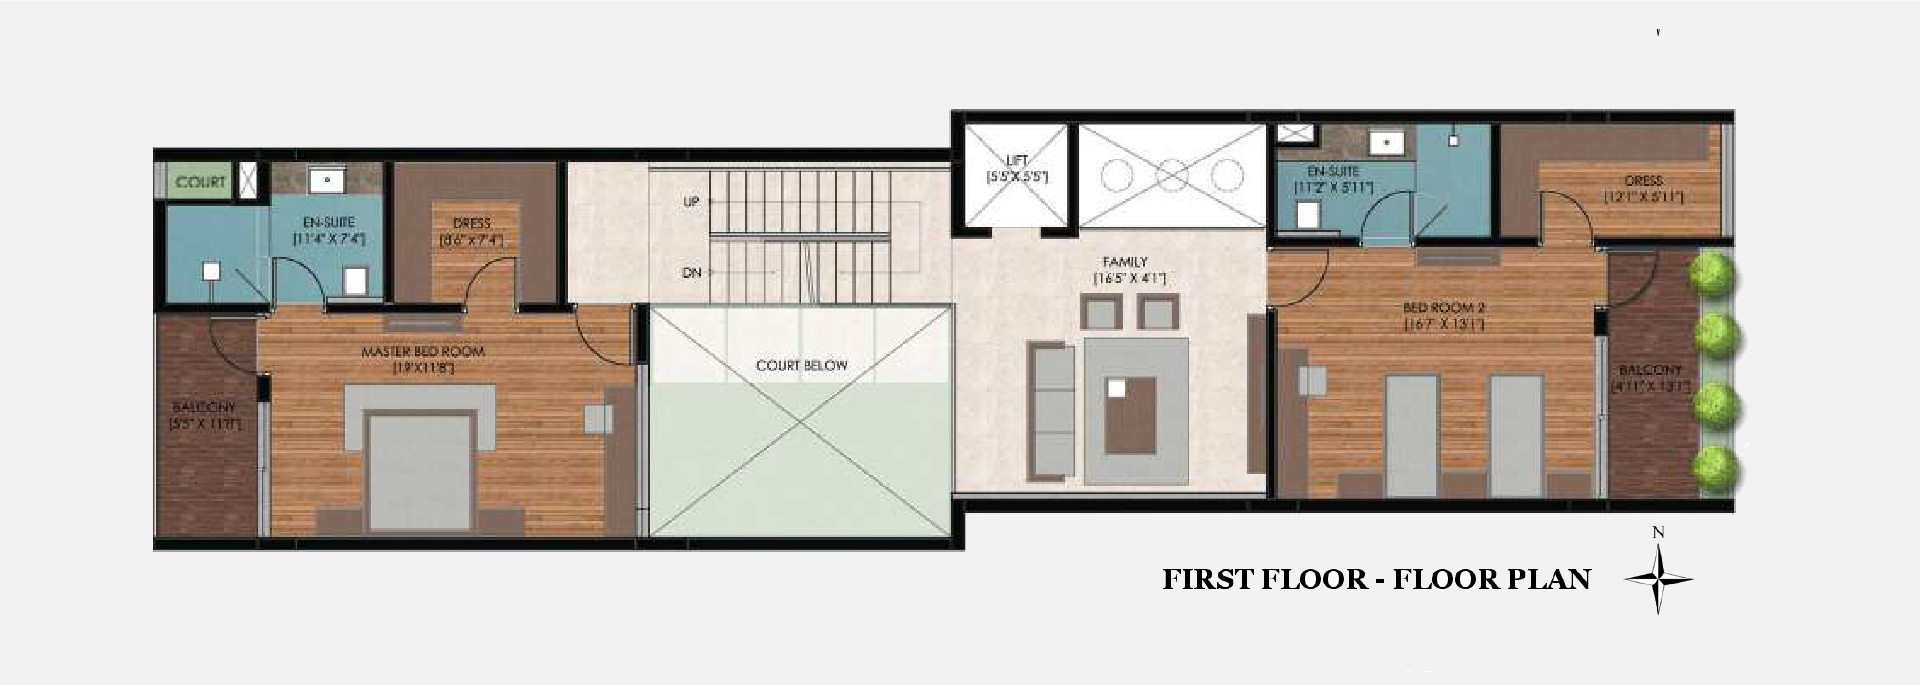 COURT
EN-SUITE
[11'4" X 7'4"]
DRESS
[8'6" X 7'4"]
UP
DN
LIFT
[5'5" X 5'5"]
EN-SUITE
[11'2" X 5'11"]
DRESS
[12'1" X 5'11"]
FAMILY
[16'5" X 4'1"]
MASTER BED ROOM
[19' X 11'8"]
BALCONY
[5'5" X 11'8"]
COURT BELOW
BED ROOM 2
[16'7" X 13'1"]
BALCONY
[4'11" X 13'1"]
N
FIRST FLOOR - FLOOR PLAN